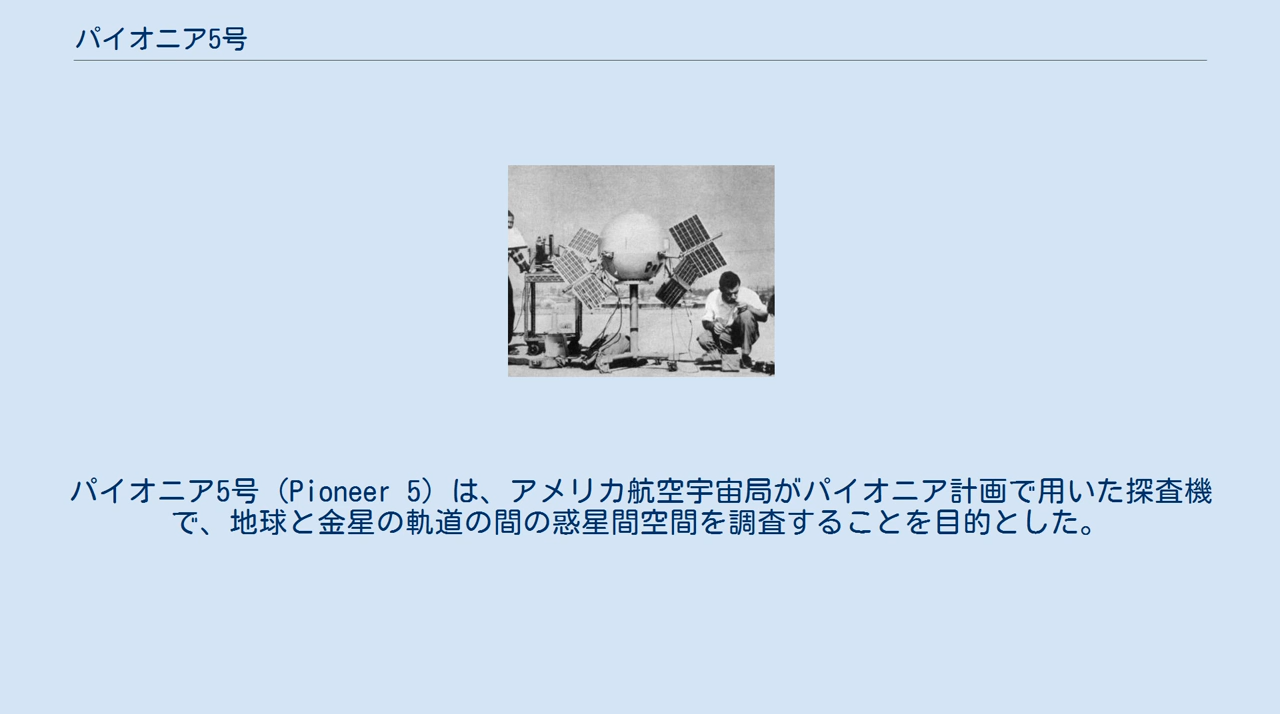 パイオニア5号
パイオニア5号（Pioneer 5）は、アメリカ航空宇宙局がパイオニア計画で用いた探査機
で、地球と金星の軌道の間の惑星間空間を調査することを目的とした。